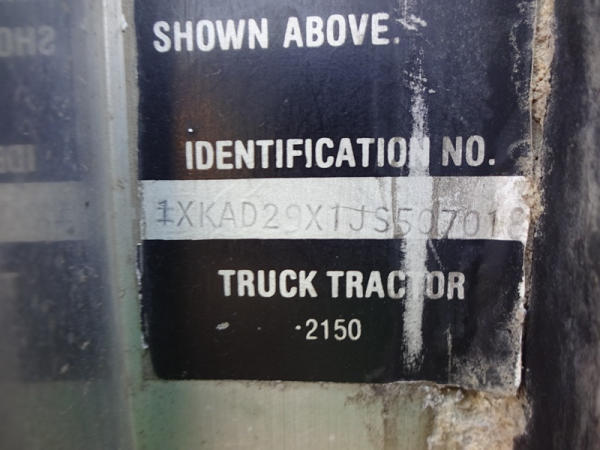 SHOWN ABOVE.
IDENTIFICATION NO.
1XKAD29X1JS507018
TRUCK TRACTOR
2150